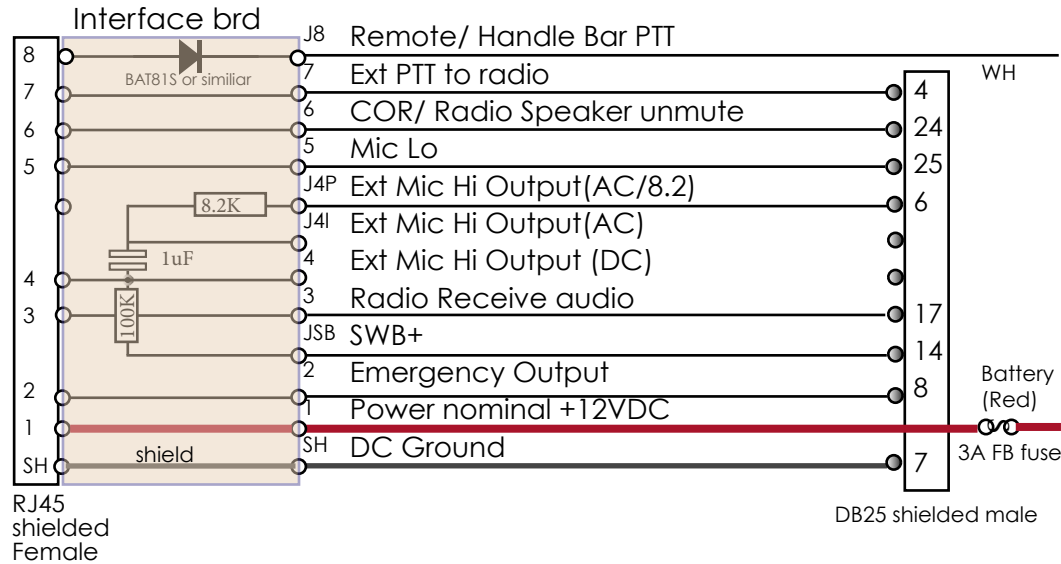 Interface brd
8
J8 Remote/ Handle Bar PTT
WH
BAT81S or similiar
7
7 Ext PTT to radio
4
6
6 COR/ Radio Speaker unmute
24
5
5 Mic Lo
25
8.2K
J4P Ext Mic Hi Output(AC/8.2)
6
J4I Ext Mic Hi Output(AC)
1uF
4
4 Ext Mic Hi Output (DC)
3
100K
3 Radio Receive audio
17
JSB SWB+
14
2
2 Emergency Output
8
Battery
(Red)
1
1 Power nominal +12VDC
3A FB fuse
SH
shield
SH DC Ground
7
RJ45
shielded
Female
DB25 shielded male